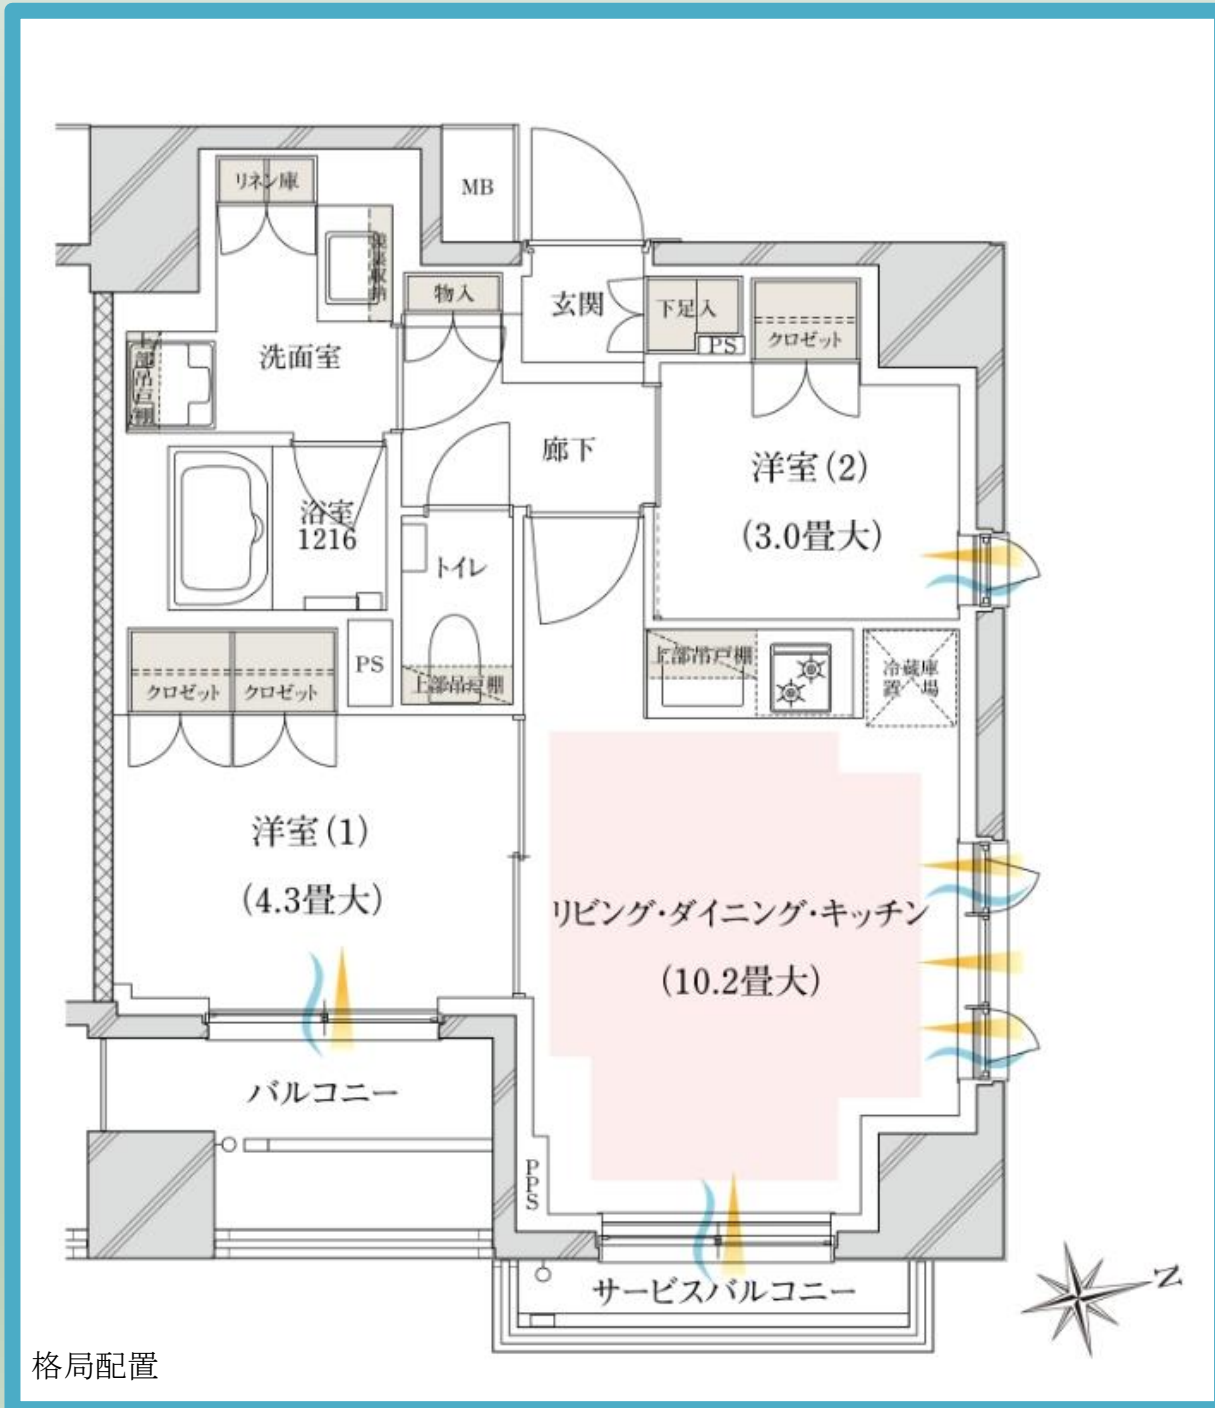 リネン庫
MB
物入
玄関
下足入
PS
クロゼット
上部吊戸棚
洗面室
廊下
洋室(2)
(3.0畳大)
浴室
1216
トイレ
PS
クロゼット
クロゼット
上部吊戸棚
上部吊戸棚
冷蔵庫
置場
洋室(1)
(4.3畳大)
リビング・ダイニング・キッチン
(10.2畳大)
バルコニー
PPS
サービスバルコニー
N
格局配置